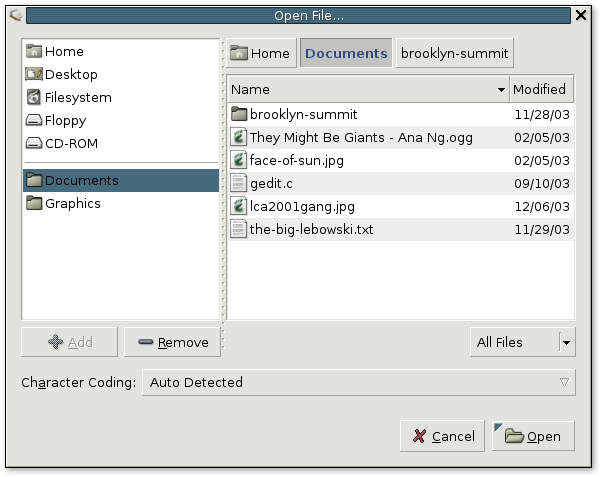 Open File...
Home
Desktop
Filesystem
Floppy
CD-ROM
Documents
Graphics
Add
Remove
Home Documents brooklyn-summit
Name Modified
brooklyn-summit 11/28/03
They Might Be Giants - Ana Ng.ogg 02/05/03
face-of-sun.jpg 02/05/03
gedit.c 09/10/03
lca2001gang.jpg 12/06/03
the-big-lebowski.txt 11/29/03
All Files
Character Coding: Auto Detected
Cancel Open